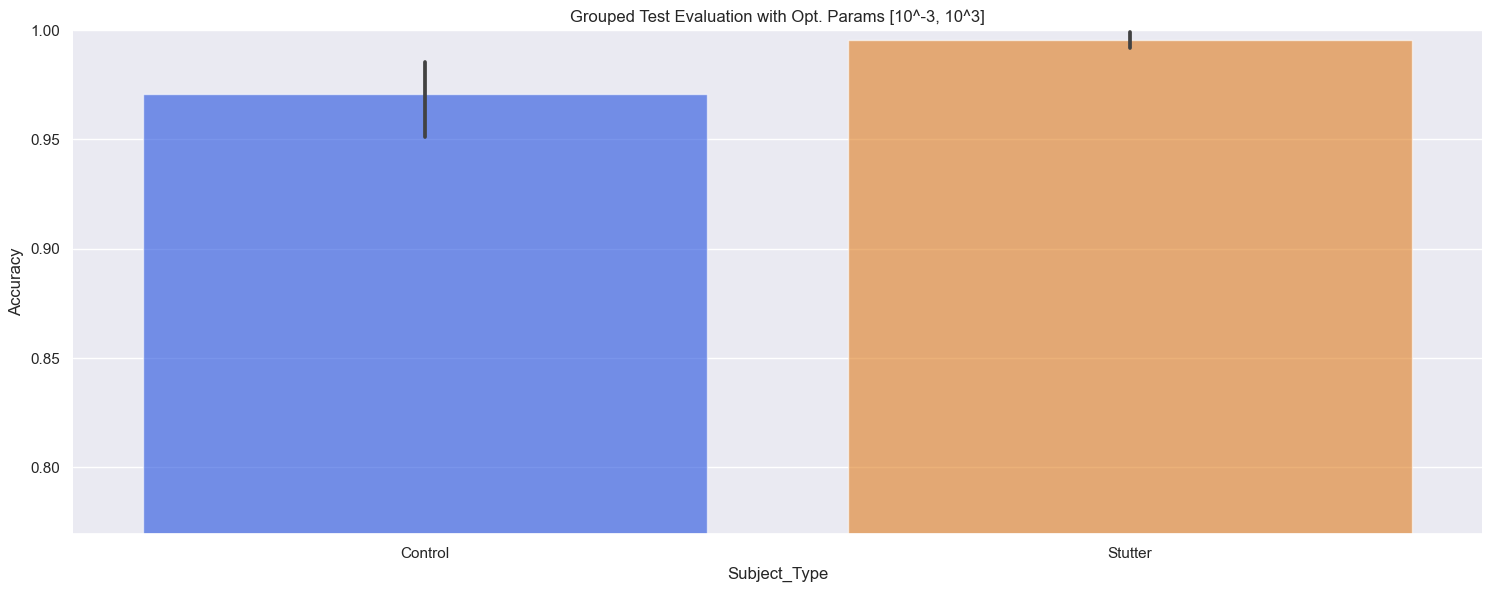 Grouped Test Evaluation with Opt. Params [10^-3, 10^3]
1.00
0.95
0.90
0.85
0.80
Accuracy
Control
Stutter
Subject_Type